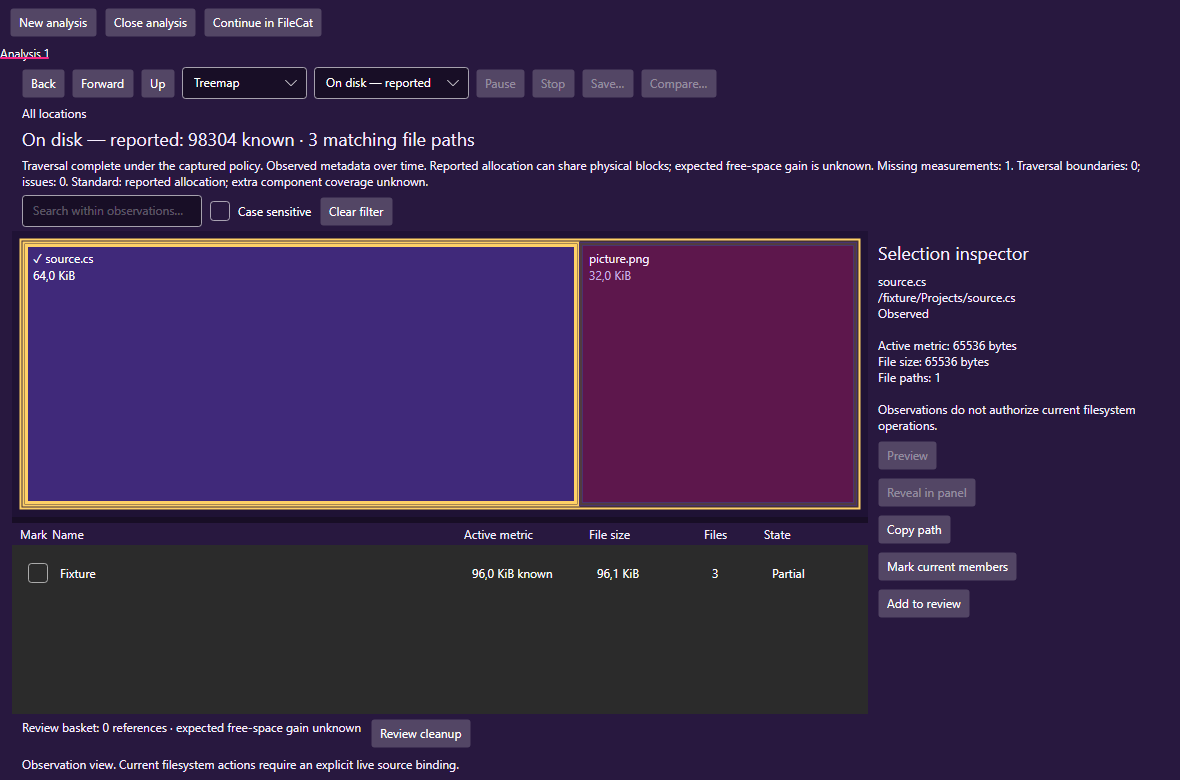 New analysis
Close analysis
Continue in FileCat
Analysis 1
Back
Forward
Up
Treemap
On disk — reported
Pause
Stop
Save...
Compare...
All locations
On disk — reported: 98304 known · 3 matching file paths
Traversal complete under the captured policy. Observed metadata over time. Reported allocation can share physical blocks; expected free-space gain is unknown. Missing measurements: 1. Traversal boundaries: 0;
issues: 0. Standard: reported allocation; extra component coverage unknown.
Search within observations...
Case sensitive
Clear filter
✓ source.cs
64,0 KiB
picture.png
32,0 KiB
Selection inspector
source.cs
/fixture/Projects/source.cs
Observed
Active metric: 65536 bytes
File size: 65536 bytes
File paths: 1
Observations do not authorize current filesystem
operations.
Preview
Reveal in panel
Copy path
Mark current members
Add to review
Mark Name Active metric File size Files State
Fixture 96,0 KiB known 96,1 KiB 3 Partial
Review basket: 0 references · expected free-space gain unknown
Review cleanup
Observation view. Current filesystem actions require an explicit live source binding.